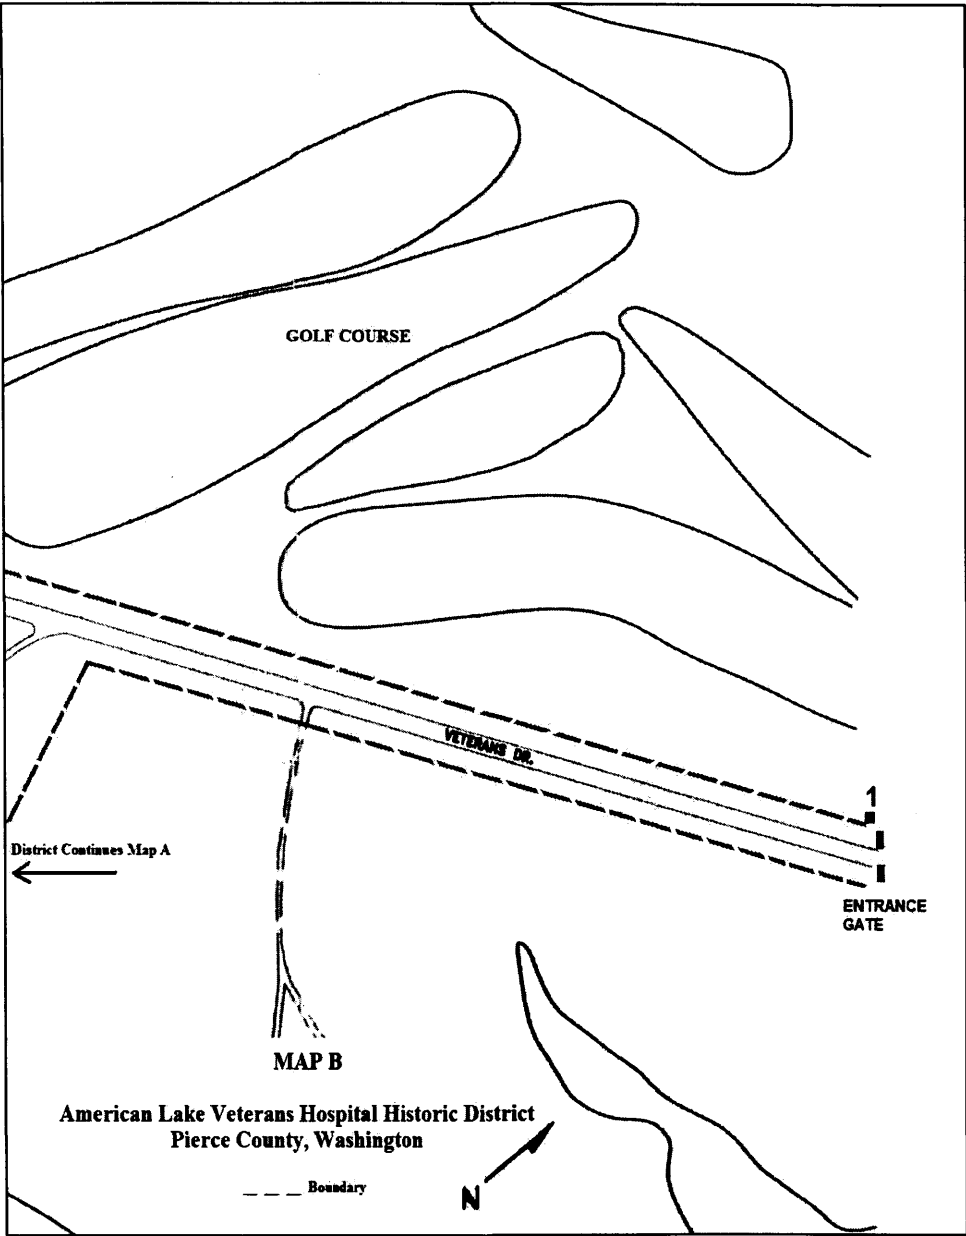 GOLF COURSE
VETERANS DR.
1
District Continues Map A
ENTRANCE
GATE
MAP B
American Lake Veterans Hospital Historic District
Pierce County, Washington
Boundary
N